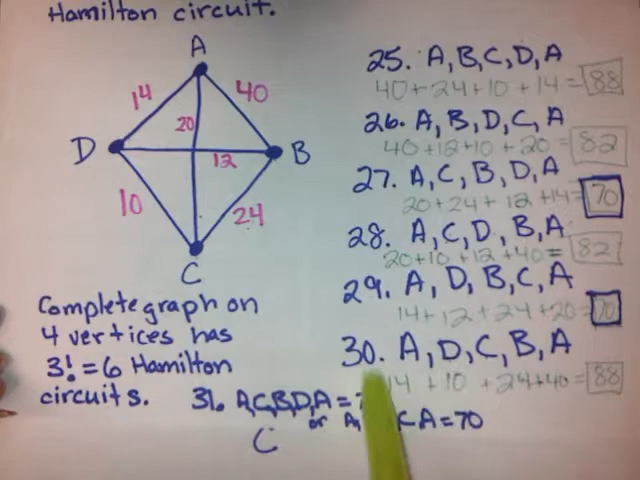 Hamilton circuit.
A
14
40
20
D
12
B
10
24
C
Complete graph on
4 vertices has
3! = 6 Hamilton
circuits.
25. A, B, C, D, A
40 + 24 + 10 + 14 = 88
26. A, B, D, C, A
40 + 12 + 10 + 20 = 82
27. A, C, B, D, A
20 + 24 + 12 + 14 = 70
28. A, C, D, B, A
20 + 10 + 12 + 40 = 82
29. A, D, B, C, A
14 + 12 + 24 + 20 = 70
30. A, D, C, B, A
14 + 10 + 24 + 40 = 88
31. A,C,B,D,A =
or A, C A = 70
C